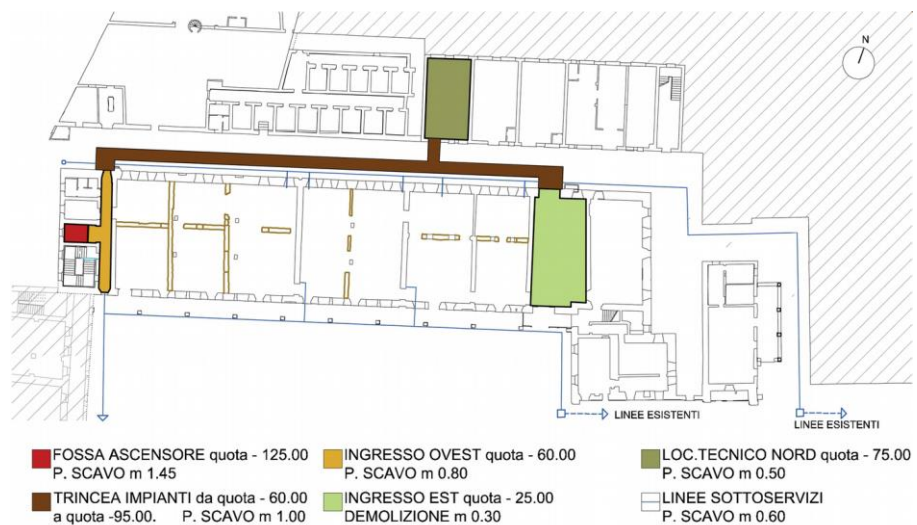 N
LINEE ESISTENTI
LINEE ESISTENTI
FOSSA ASCENSORE quota - 125.00
P. SCAVO m 1.45
INGRESSO OVEST quota - 60.00
P. SCAVO m 0.80
LOC.TECNICO NORD quota - 75.00
P. SCAVO m 0.50
TRINCEA IMPIANTI da quota - 60.00
a quota -95.00. P. SCAVO m 1.00
INGRESSO EST quota - 25.00
DEMOLIZIONE m 0.30
LINEE SOTTOSERVIZI
P. SCAVO m 0.60